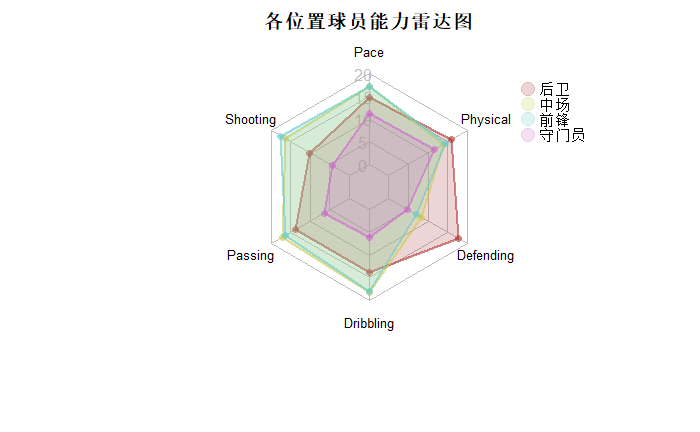 各位置球员能力雷达图
Pace
20
15
10
5
0
Shooting
Physical
Passing
Defending
Dribbling
后卫
中场
前锋
守门员